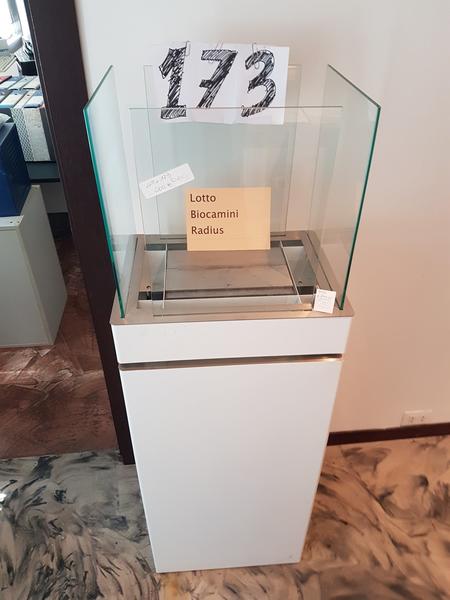 173
Lotto
Biocamini
Radius